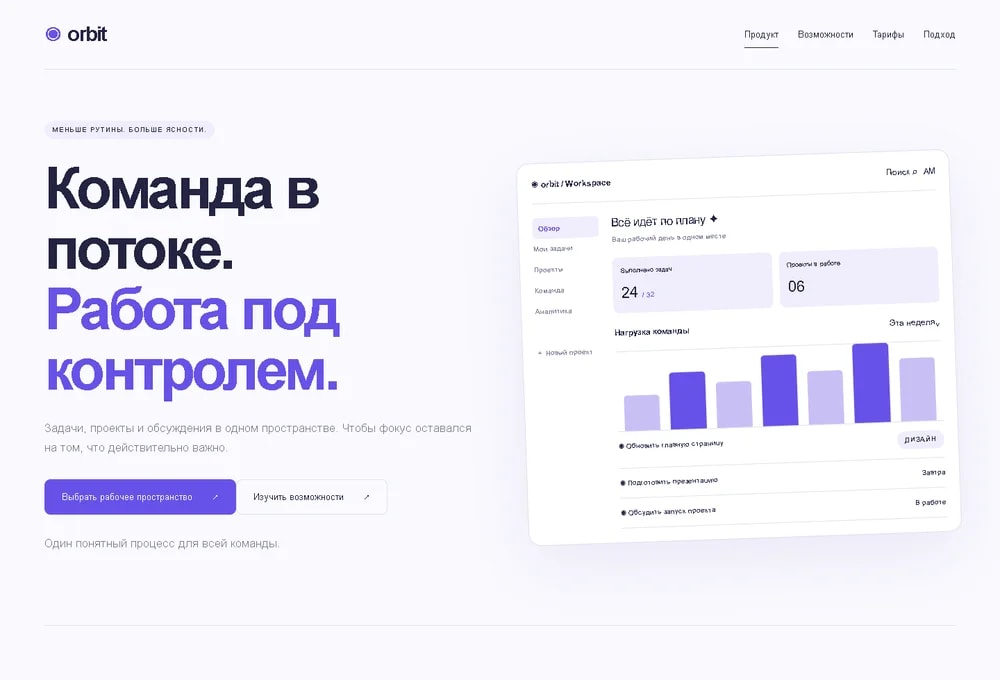 orbit
Продукт Возможности Тарифы Подход
МЕНЬШЕ РУТИНЫ. БОЛЬШЕ ЯСНОСТИ.
Команда в
потоке.
Работа под
контролем.
Задачи, проекты и обсуждения в одном пространстве. Чтобы фокус оставался
на том, что действительно важно.
Выбрать рабочее пространство ↗
Изучить возможности ↗
Один понятный процесс для всей команды.
◉ orbit / Workspace
Поиск ⌕ АМ
Обзор
Мои задачи
Проекты
Команда
Аналитика
+ Новый проект
Всё идёт по плану ✦
Ваш рабочий день в одном месте
Выполнено задач
24 / 32
Проекты в работе
06
Нагрузка команды
Эта неделя
◉ Обновить главную страницу
ДИЗАЙН
◉ Подготовить презентацию
Завтра
◉ Обсудить запуск проекта
В работе